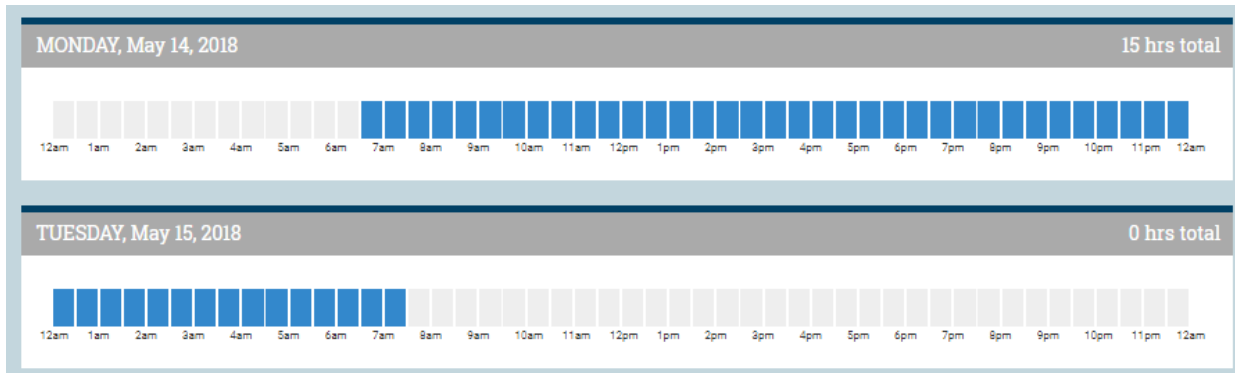 MONDAY, May 14, 2018 15 hrs total
12am 1am 2am 3am 4am 5am 6am 7am 8am 9am 10am 11am 12pm 1pm 2pm 3pm 4pm 5pm 6pm 7pm 8pm 9pm 10pm 11pm 12am
TUESDAY, May 15, 2018 0 hrs total
12am 1am 2am 3am 4am 5am 6am 7am 8am 9am 10am 11am 12pm 1pm 2pm 3pm 4pm 5pm 6pm 7pm 8pm 9pm 10pm 11pm 12am